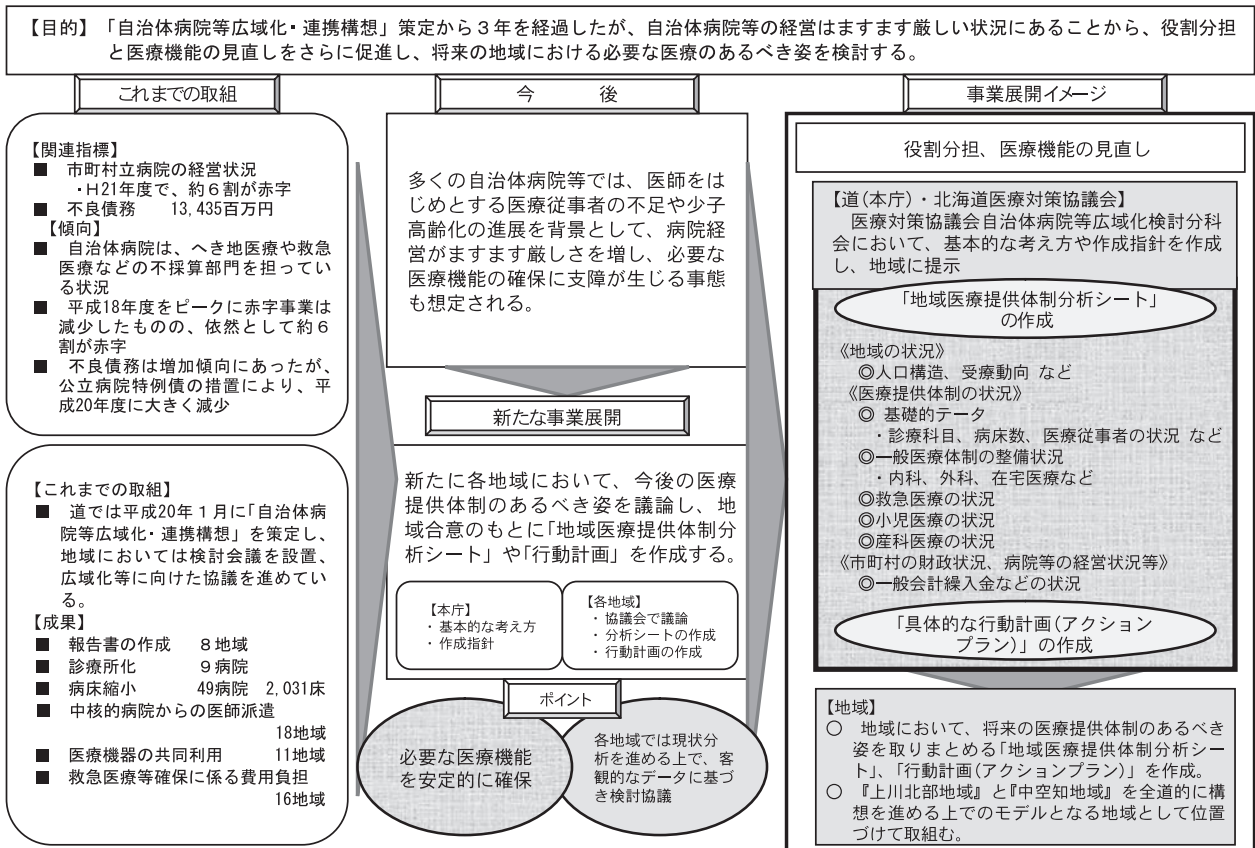 【目的】「自治体病院等広域化・連携構想」策定から３年を経過したが、自治体病院等の経営はますます厳しい状況にあることから、役割分担
と医療機能の見直しをさらに促進し、将来の地域における必要な医療のあるべき姿を検討する。
これまでの取組
【関連指標】
■ 市町村立病院の経営状況
・H21年度で、約６割が赤字
■ 不良債務 13,435百万円
【傾向】
■ 自治体病院は、へき地医療や救急
医療などの不採算部門を担ってい
る状況
■ 平成18年度をピークに赤字事業は
減少したものの、依然として約６
割が赤字
■ 不良債務は増加傾向にあったが、
公立病院特例債の措置により、平
成20年度に大きく減少
【これまでの取組】
■ 道では平成20年１月に「自治体病
院等広域化・連携構想」を策定し、
地域においては検討会議を設置、
広域化等に向けた協議を進めてい
る。
【成果】
■ 報告書の作成 ８地域
■ 診療所化 ９病院
■ 病床縮小 49病院 2,031床
■ 中核的病院からの医師派遣
18地域
■ 医療機器の共同利用 11地域
■ 救急医療等確保に係る費用負担
16地域
今 後
多くの自治体病院等では、医師をは
じめとする医療従事者の不足や少子
高齢化の進展を背景として、病院経
営がますます厳しさを増し、必要な
医療機能の確保に支障が生じる事態
も想定される。
新たな事業展開
新たに各地域において、今後の医療
提供体制のあるべき姿を議論し、地
域合意のもとに「地域医療提供体制分
析シート」や「行動計画」を作成する。
【本庁】
・基本的な考え方
・作成指針
【各地域】
・協議会で議論
・分析シートの作成
・行動計画の作成
ポイント
必要な医療機能
を安定的に確保
各地域では現状分
析を進める上で、客
観的なデータに基づ
き検討協議
事業展開イメージ
役割分担、医療機能の見直し
【道(本庁)・北海道医療対策協議会】
医療対策協議会自治体病院等広域化検討分科
会において、基本的な考え方や作成指針を作成
し、地域に提示
「地域医療提供体制分析シート」
の作成
《地域の状況》
◎人口構造、受療動向 など
《医療提供体制の状況》
◎ 基礎的テータ
・診療科目、病床数、医療従事者の状況 など
◎一般医療体制の整備状況
・内科、外科、在宅医療など
◎救急医療の状況
◎小児医療の状況
◎産科医療の状況
《市町村の財政状況、病院等の経営状況等》
◎一般会計繰入金などの状況
「具体的な行動計画(アクション
プラン)」の作成
【地域】
○ 地域において、将来の医療提供体制のあるべき
姿を取りまとめる「地域医療提供体制分析シー
ト」、「行動計画(アクションプラン)」を作成。
○ 『上川北部地域』と『中空知地域』を全道的に構
想を進める上でのモデルとなる地域として位置
づけて取組む。